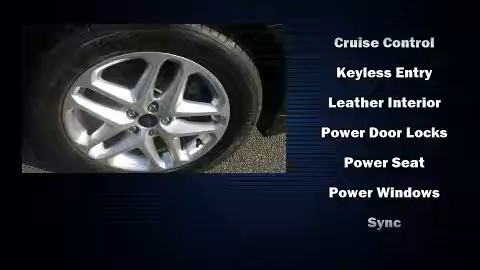 Cruise Control
Keyless Entry
Leather Interior
Power Door Locks
Power Seat
Power Windows
Sync